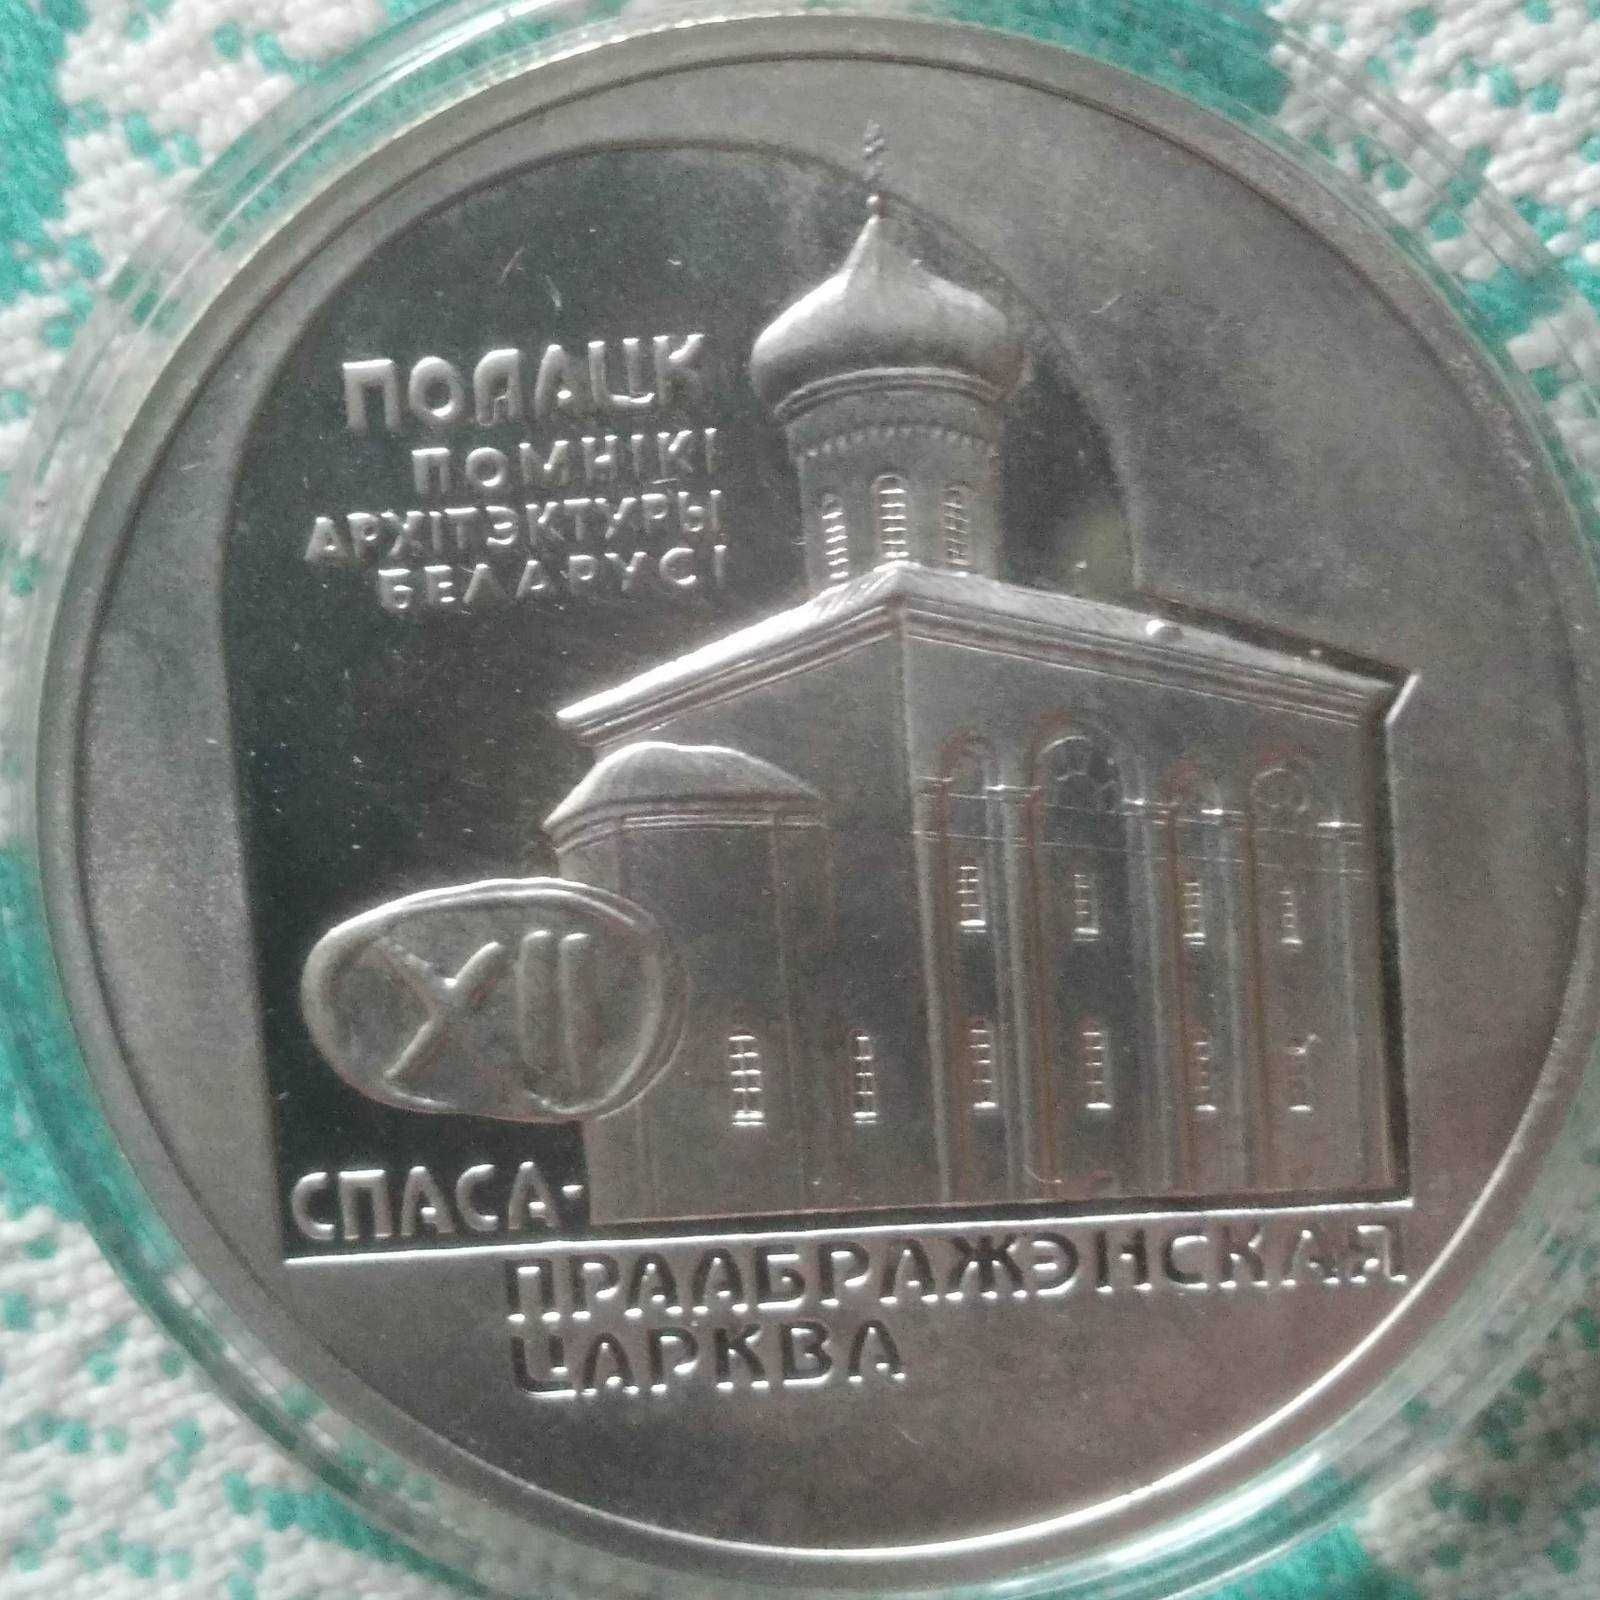 ПОЛАЦК
ПОМНІКІ
АРХІТЭКТУРЫ
БЕЛАРУСІ
XII
СПАСА-
ПРААБРАЖЭНСКАЯ
ЦАРКВА